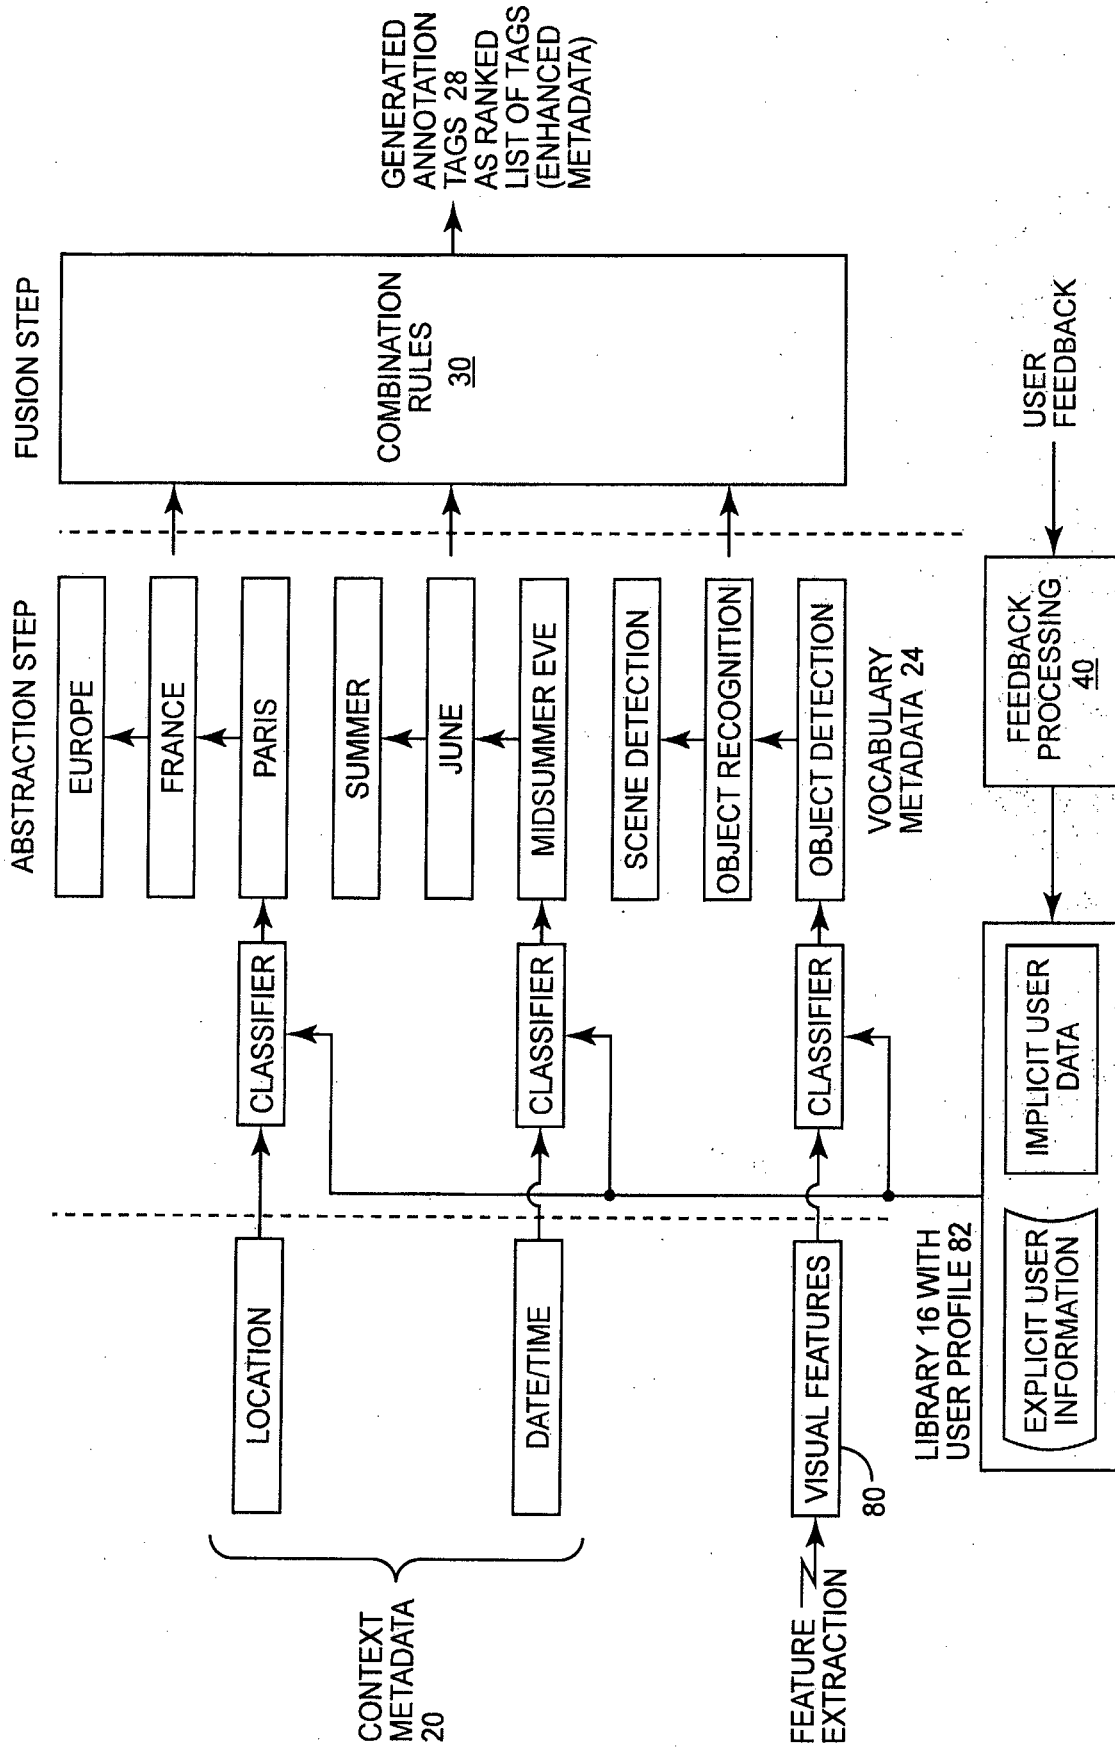 ABSTRACTION STEP
FUSION STEP
CONTEXT
METADATA
20
LOCATION
DATE/TIME
FEATURE
EXTRACTION
VISUAL FEATURES
80
CLASSIFIER
CLASSIFIER
CLASSIFIER
EUROPE
FRANCE
PARIS
SUMMER
JUNE
MIDSUMMER EVE
SCENE DETECTION
OBJECT RECOGNITION
OBJECT DETECTION
VOCABULARY
METADATA 24
COMBINATION
RULES
30
GENERATED
ANNOTATION
TAGS 28
AS RANKED
LIST OF TAGS
(ENHANCED
METADATA)
LIBRARY 16 WITH
USER PROFILE 82
EXPLICIT USER
INFORMATION
IMPLICIT USER
DATA
FEEDBACK
PROCESSING
40
USER
FEEDBACK